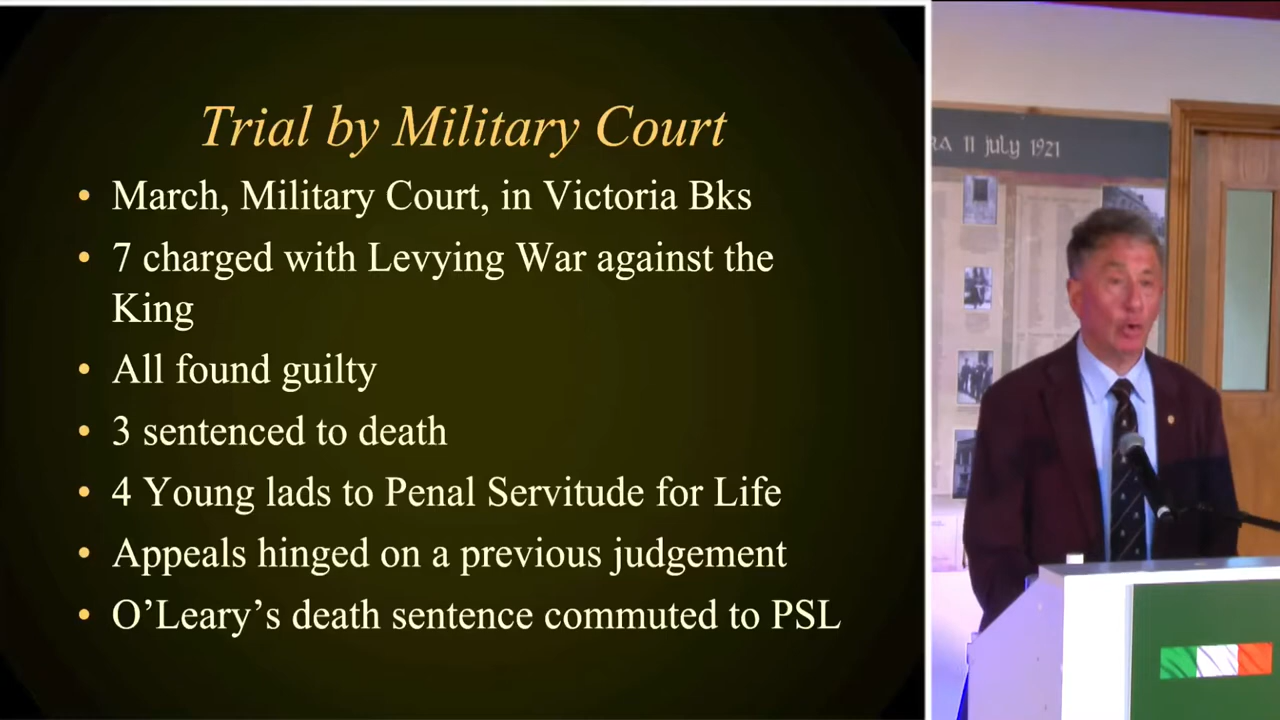 Trial by Military Court
• March, Military Court, in Victoria Bks
• 7 charged with Levying War against the
King
• All found guilty
• 3 sentenced to death
• 4 Young lads to Penal Servitude for Life
• Appeals hinged on a previous judgement
• O’Leary’s death sentence commuted to PSL
RA 11 july 1921